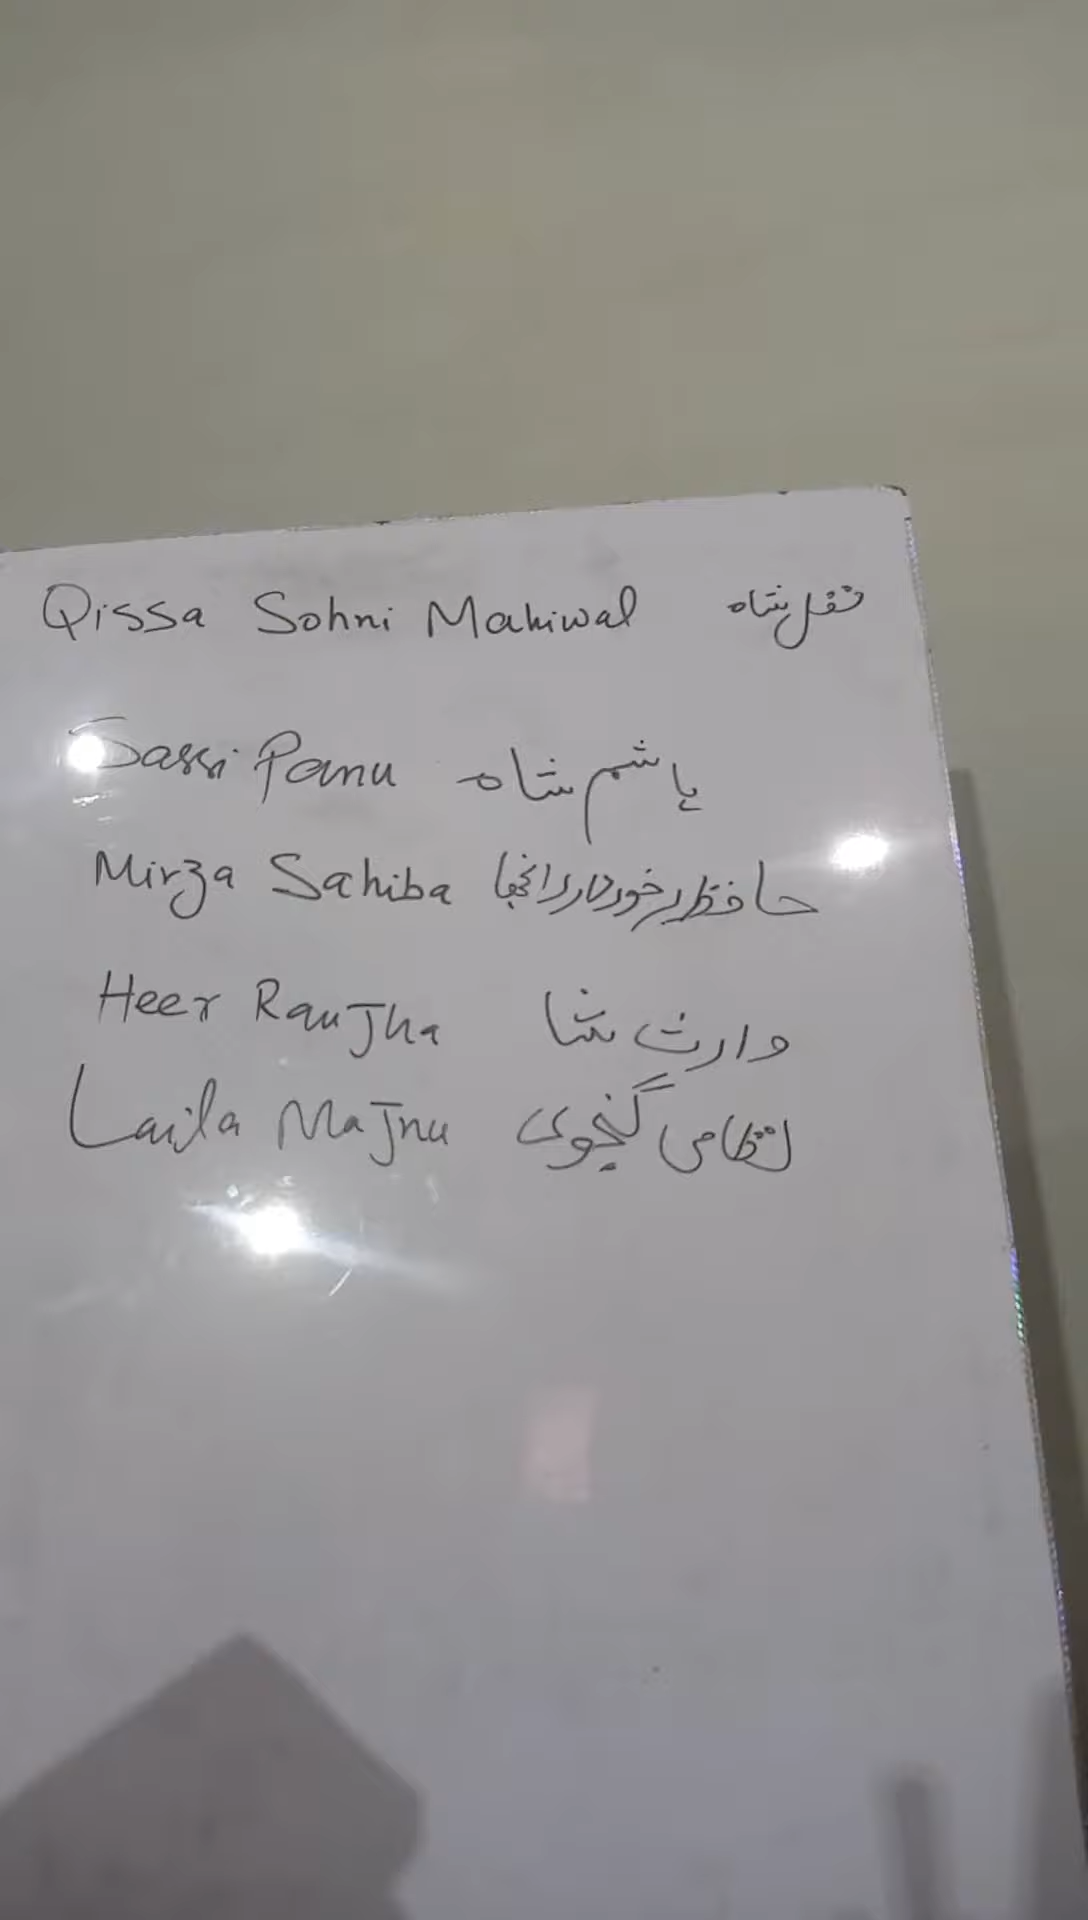 Qissa Sohni Mahiwal فضل شاہ
Sassi Panu ہاشم شاہ
Mirza Sahiba حافظ برخوردار رانجھا
Heer RanJha وارث شا
Laila MaJnu نظامی گنجوی